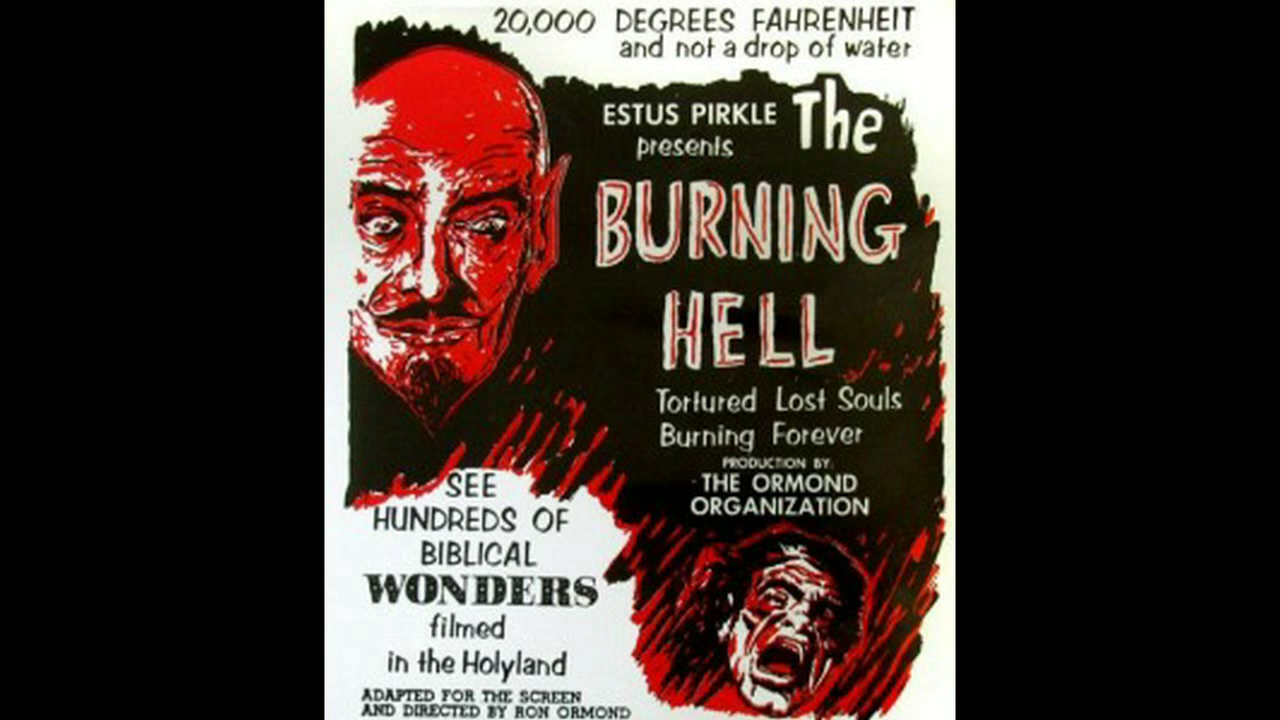 20,000 DEGREES FAHRENHEIT
and not a drop of water
ESTUS PIRKLE
presents
The
BURNING
HELL
Tortured Lost Souls
Burning Forever
PRODUCTION BY:
THE ORMOND
ORGANIZATION
SEE
HUNDREDS OF
BIBLICAL
WONDERS
filmed
in the Holyland
ADAPTED FOR THE SCREEN
AND DIRECTED BY RON ORMOND